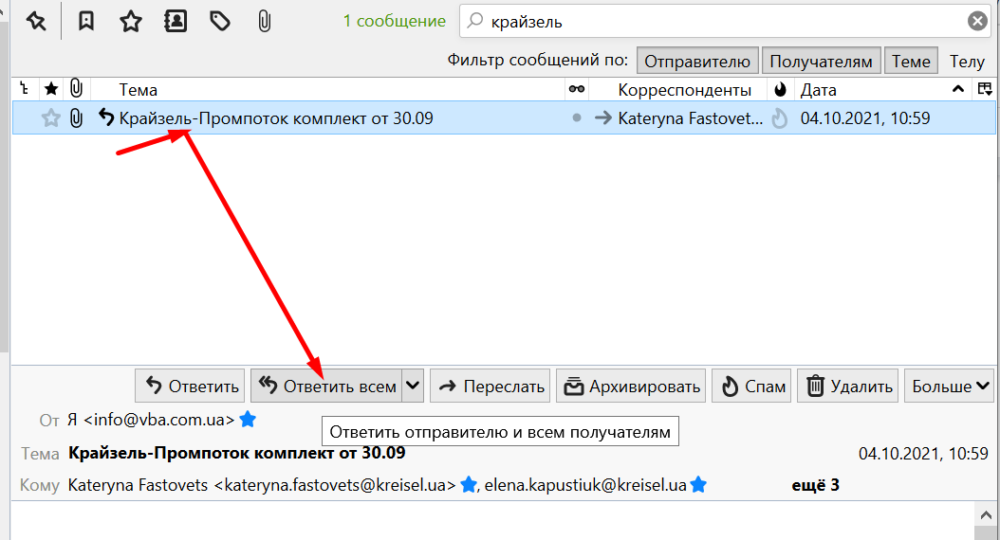 1 сообщение крайзель
Фильтр сообщений по: Отправителю Получателям Теме Телу
Тема Корреспонденты Дата
Крайзель-Промпоток комплект от 30.09 Kateryna Fastovet... 04.10.2021, 10:59
Ответить Ответить всем Переслать Архивировать Спам Удалить Больше
От Я <info@vba.com.ua>
Ответить отправителю и всем получателям
Тема Крайзель-Промпоток комплект от 30.09 04.10.2021, 10:59
Кому Kateryna Fastovets <kateryna.fastovets@kreisel.ua>, elena.kapustiuk@kreisel.ua ещё 3